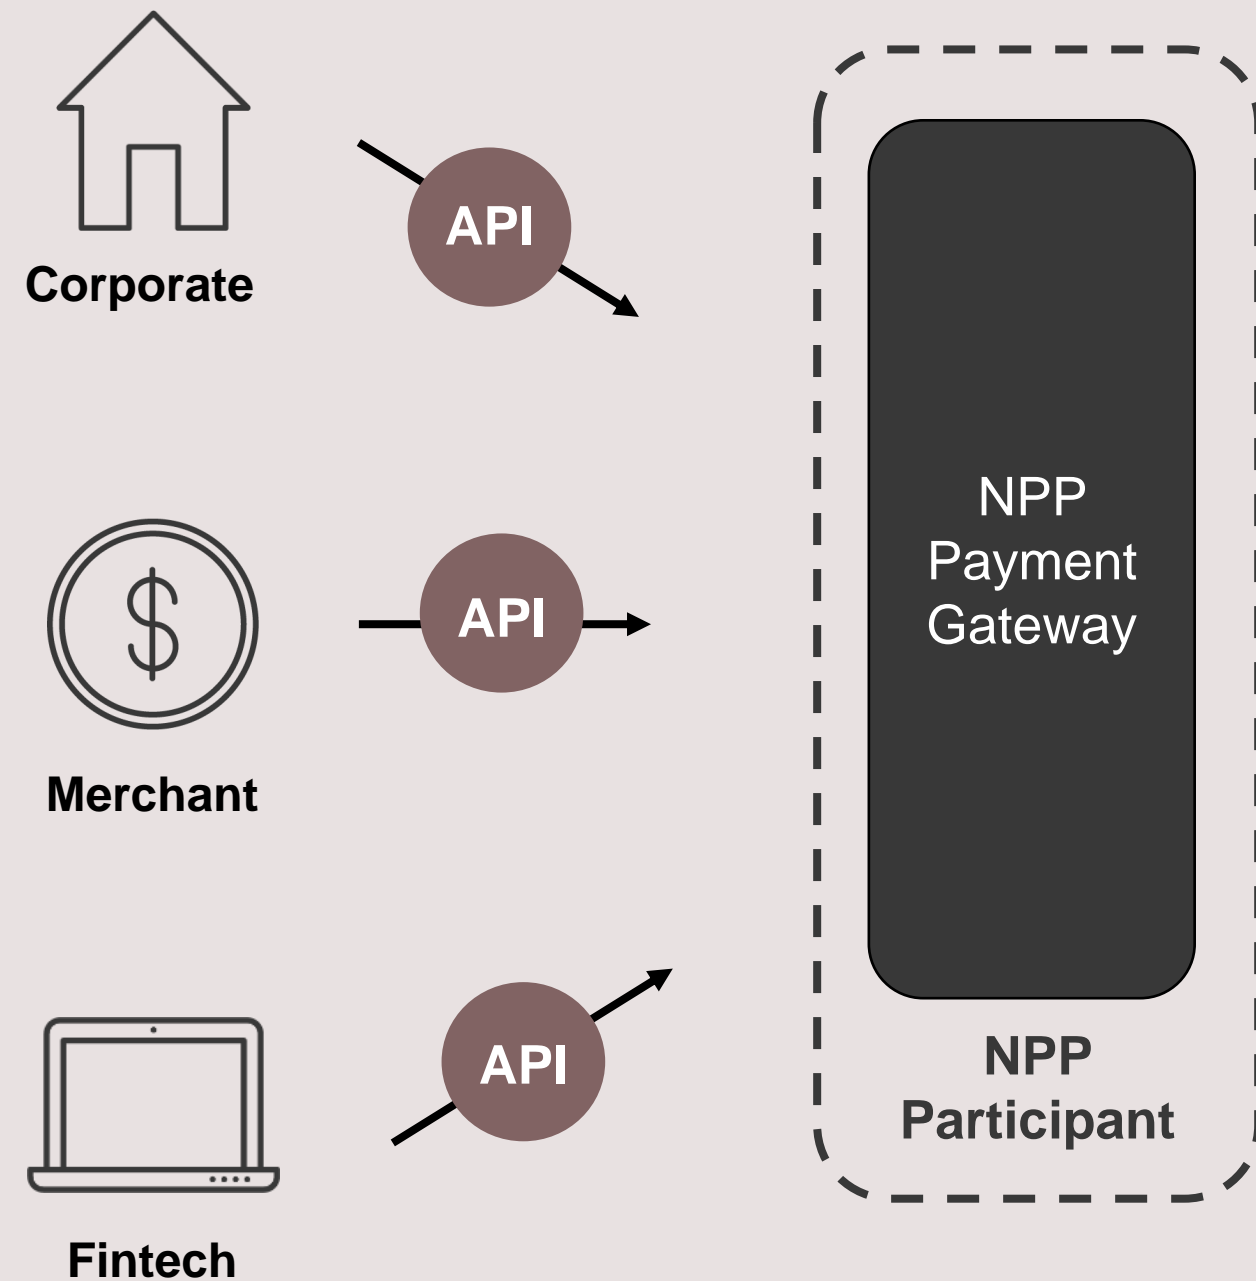 Corporate
API
Merchant
API
Fintech
API
NPP
Payment
Gateway
NPP
Participant